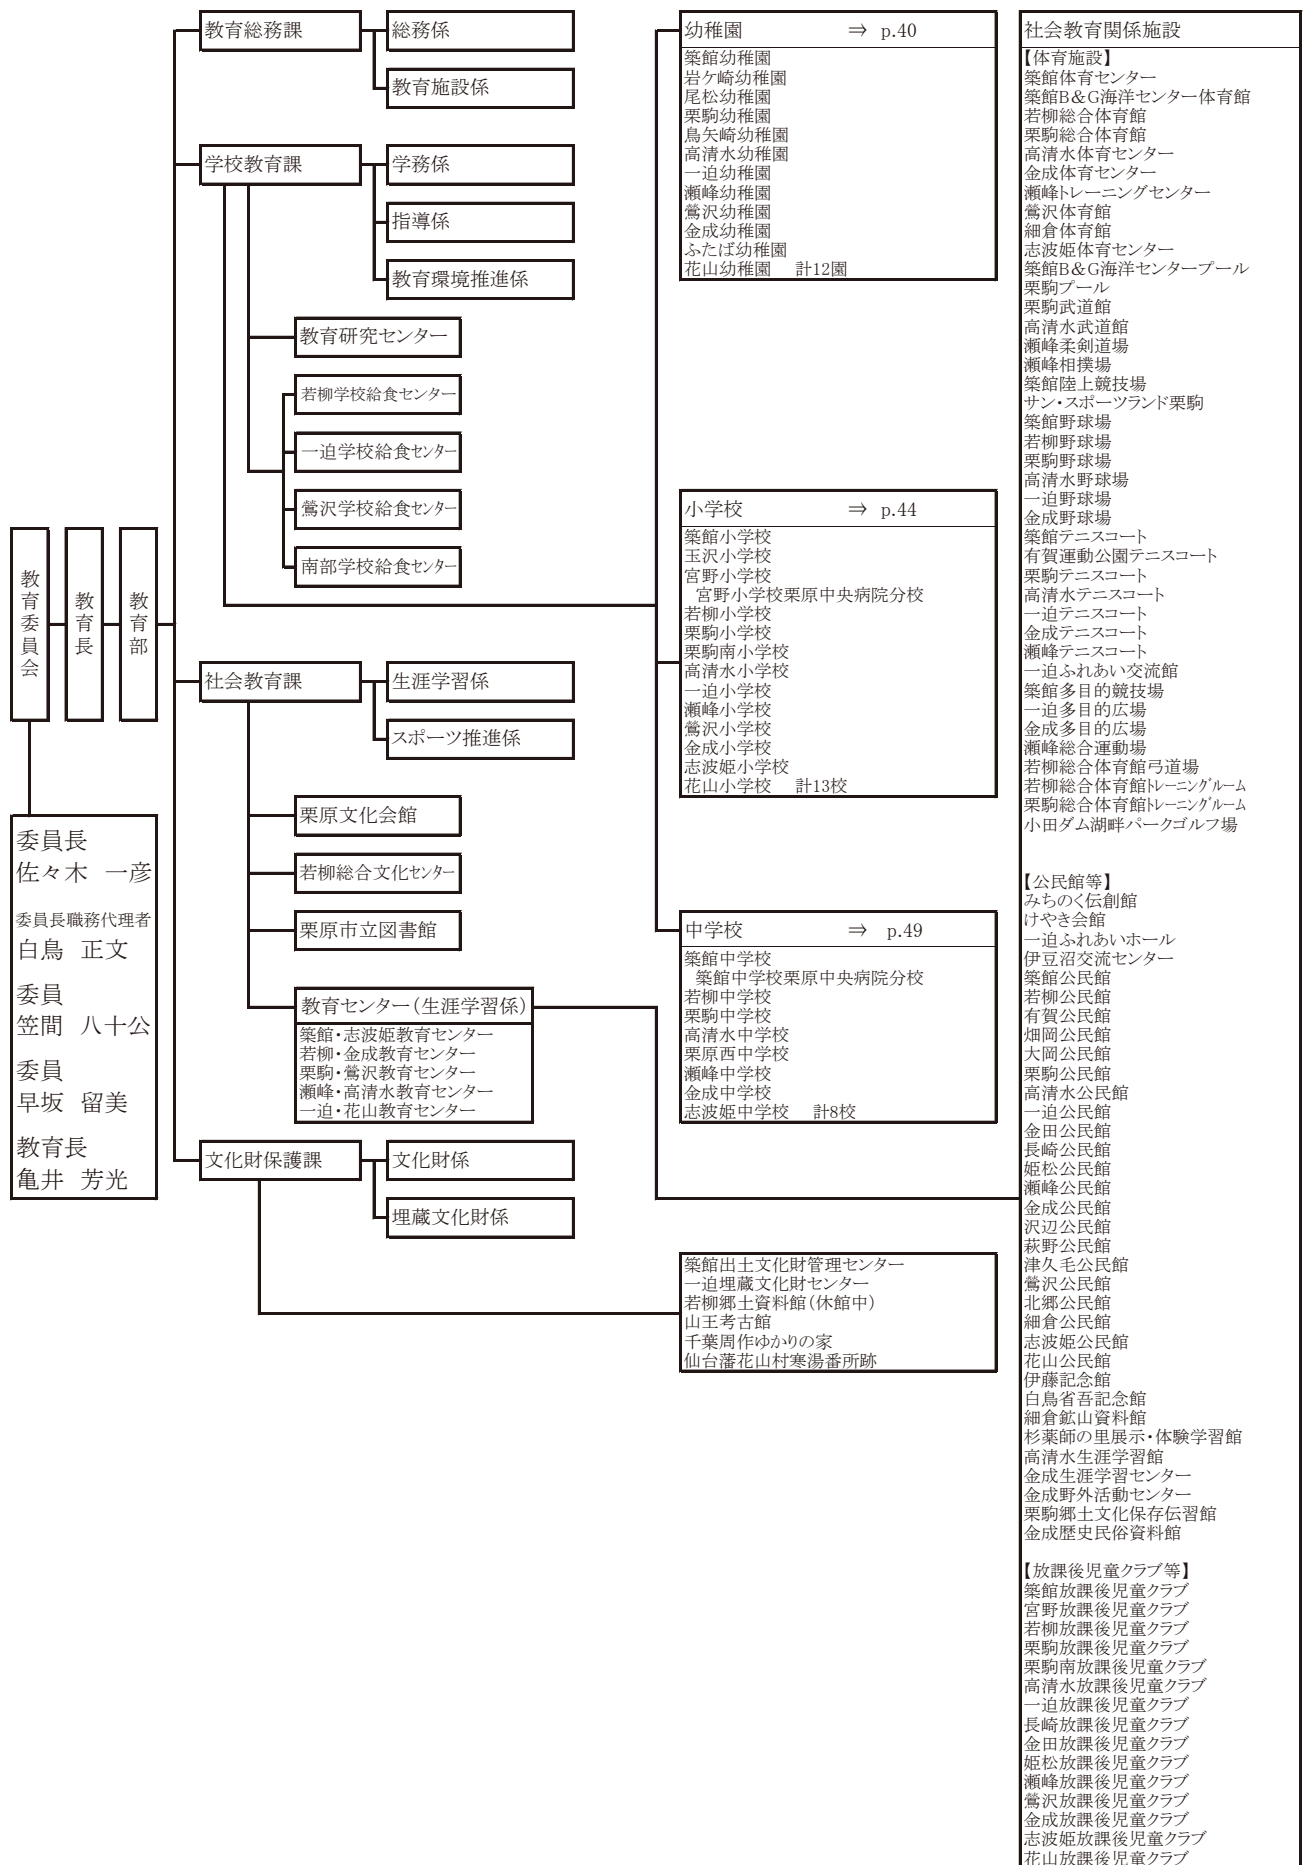 教育委員会
教育長
教育部
委員長
佐々木 一彦
委員長職務代理者
白鳥 正文
委員
笠間 八十公
委員
早坂 留美
教育長
亀井 芳光
教育総務課
総務係
教育施設係
学校教育課
学務係
指導係
教育環境推進係
教育研究センター
若柳学校給食センター
一迫学校給食センター
鶯沢学校給食センター
南部学校給食センター
社会教育課
生涯学習係
スポーツ推進係
栗原文化会館
若柳総合文化センター
栗原市立図書館
教育センター(生涯学習係)
築館・志波姫教育センター
若柳・金成教育センター
栗駒・鶯沢教育センター
瀬峰・高清水教育センター
一迫・花山教育センター
文化財保護課
文化財係
埋蔵文化財係
幼稚園 ⇒ p.40
築館幼稚園
岩ケ崎幼稚園
尾松幼稚園
栗駒幼稚園
鳥矢崎幼稚園
高清水幼稚園
一迫幼稚園
瀬峰幼稚園
鶯沢幼稚園
金成幼稚園
ふたば幼稚園
花山幼稚園 計12園
小学校 ⇒ p.44
築館小学校
玉沢小学校
宮野小学校
宮野小学校栗原中央病院分校
若柳小学校
栗駒小学校
栗駒南小学校
高清水小学校
一迫小学校
瀬峰小学校
鶯沢小学校
金成小学校
志波姫小学校
花山小学校 計13校
中学校 ⇒ p.49
築館中学校
築館中学校栗原中央病院分校
若柳中学校
栗駒中学校
高清水中学校
栗原西中学校
瀬峰中学校
金成中学校
志波姫中学校 計8校
築館出土文化財管理センター
一迫埋蔵文化財センター
若柳郷土資料館(休館中)
山王考古館
千葉周作ゆかりの家
仙台藩花山村寒湯番所跡
社会教育関係施設
【体育施設】
築館体育センター
築館B&G海洋センター体育館
若柳総合体育館
栗駒総合体育館
高清水体育センター
金成体育センター
瀬峰トレーニングセンター
鶯沢体育館
細倉体育館
志波姫体育センター
築館B&G海洋センタープール
栗駒プール
栗駒武道館
高清水武道館
瀬峰柔剣道場
瀬峰相撲場
築館陸上競技場
サン・スポーツランド栗駒
築館野球場
若柳野球場
栗駒野球場
高清水野球場
一迫野球場
金成野球場
築館テニスコート
有賀運動公園テニスコート
栗駒テニスコート
高清水テニスコート
一迫テニスコート
金成テニスコート
瀬峰テニスコート
一迫ふれあい交流館
築館多目的競技場
一迫多目的広場
金成多目的広場
瀬峰総合運動場
若柳総合体育館弓道場
若柳総合体育館トレーニングルーム
栗駒総合体育館トレーニングルーム
小田ダム湖畔パークゴルフ場
【公民館等】
みちのく伝創館
けやき会館
一迫ふれあいホール
伊豆沼交流センター
築館公民館
若柳公民館
有賀公民館
畑岡公民館
大岡公民館
栗駒公民館
高清水公民館
一迫公民館
金田公民館
長崎公民館
姫松公民館
瀬峰公民館
金成公民館
沢辺公民館
萩野公民館
津久毛公民館
鶯沢公民館
北郷公民館
細倉公民館
志波姫公民館
花山公民館
伊藤記念館
白鳥省吾記念館
細倉鉱山資料館
杉薬師の里展示・体験学習館
高清水生涯学習館
金成生涯学習センター
金成野外活動センター
栗駒郷土文化保存伝習館
金成歴史民俗資料館
【放課後児童クラブ等】
築館放課後児童クラブ
宮野放課後児童クラブ
若柳放課後児童クラブ
栗駒放課後児童クラブ
栗駒南放課後児童クラブ
高清水放課後児童クラブ
一迫放課後児童クラブ
長崎放課後児童クラブ
金田放課後児童クラブ
姫松放課後児童クラブ
瀬峰放課後児童クラブ
鶯沢放課後児童クラブ
金成放課後児童クラブ
志波姫放課後児童クラブ
花山放課後児童クラブ